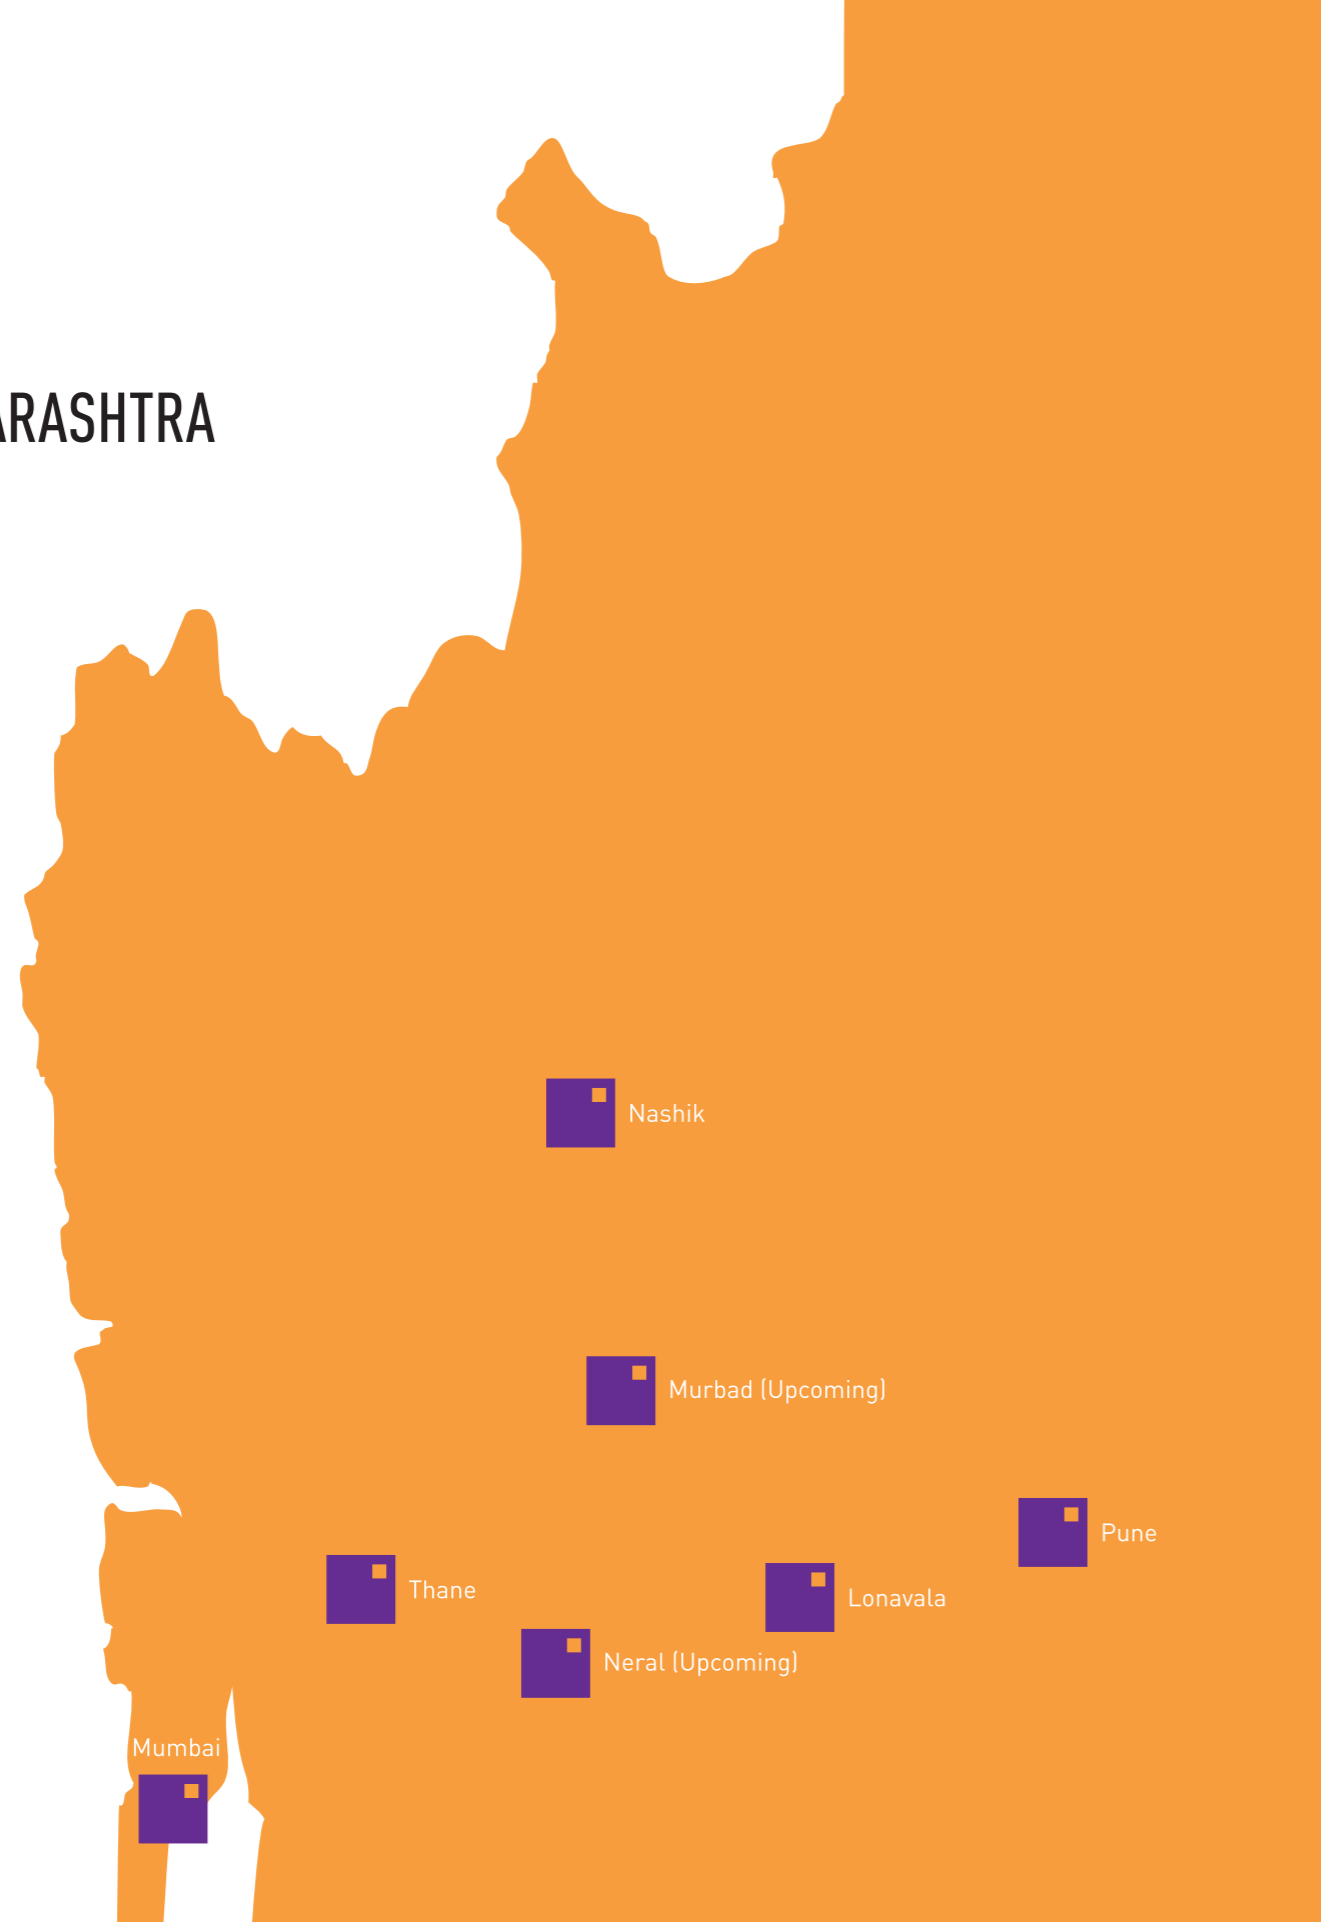 ARASHTRA
Nashik
Murbad (Upcoming)
Pune
Thane
Lonavala
Neral (Upcoming)
Mumbai